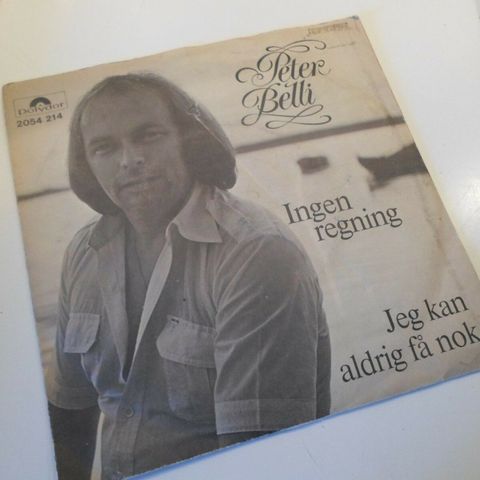 Polydor
2054 214
Peter
Belli
Ingen
regning
Jeg kan
aldrig få nok